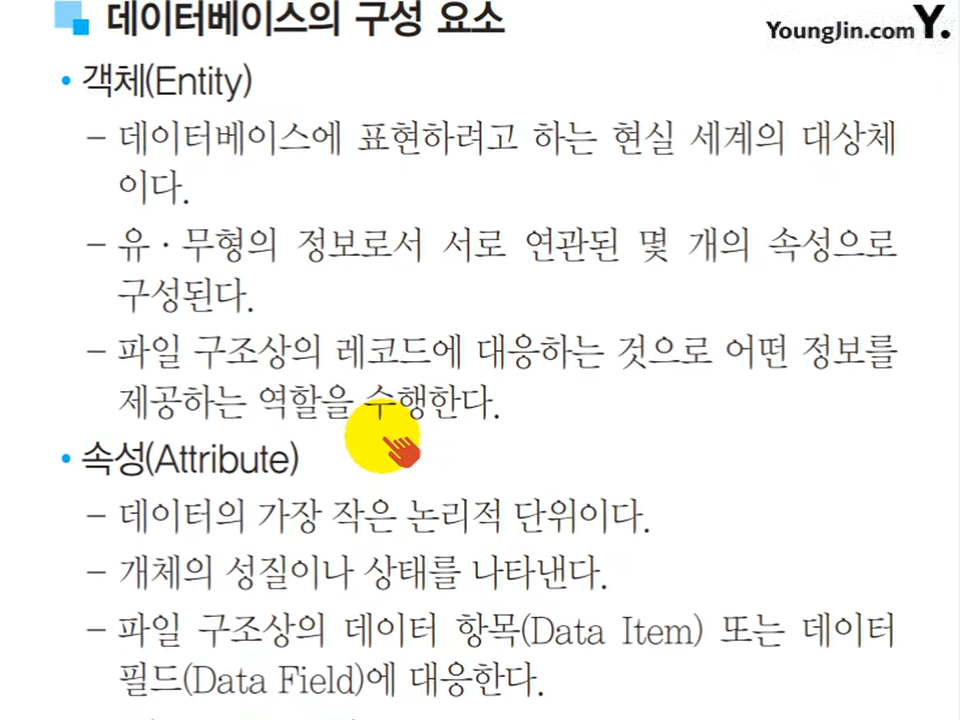 데이터베이스의 구성 요소
YoungJin.com Y.
• 객체(Entity)
– 데이터베이스에 표현하려고 하는 현실 세계의 대상체
이다.
– 유·무형의 정보로서 서로 연관된 몇 개의 속성으로
구성된다.
– 파일 구조상의 레코드에 대응하는 것으로 어떤 정보를
제공하는 역할을 수행한다.
• 속성(Attribute)
– 데이터의 가장 작은 논리적 단위이다.
– 개체의 성질이나 상태를 나타낸다.
– 파일 구조상의 데이터 항목(Data Item) 또는 데이터
필드(Data Field)에 대응한다.